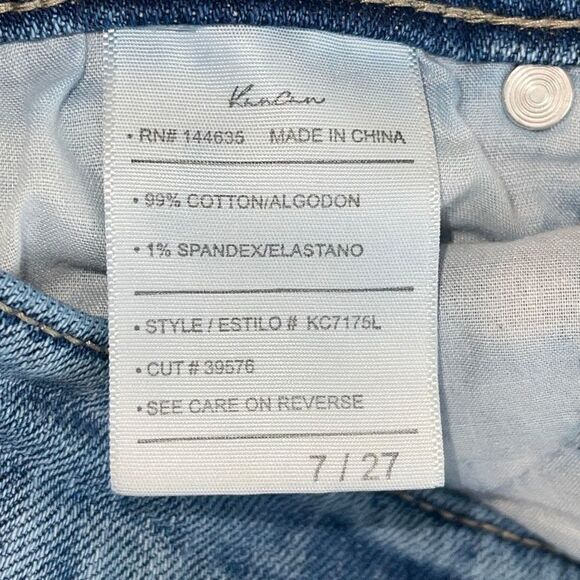 KanCan
• RN# 144635 MADE IN CHINA
• 99% COTTON/ALGODON
• 1% SPANDEX/ELASTANO
• STYLE / ESTILO # KC7175L
• CUT # 39576
• SEE CARE ON REVERSE
7 / 27